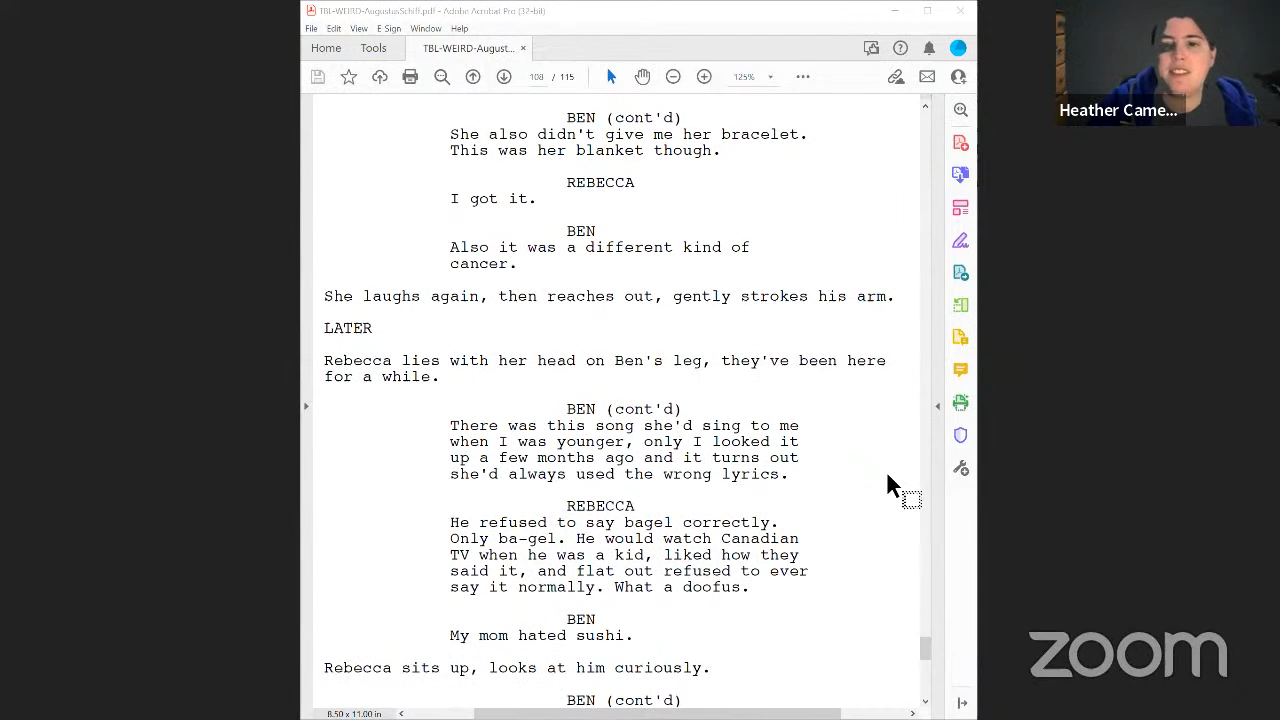 TBL-WEIRD-AugustasSchiff.pdf - Adobe Acrobat Pro (32-bit)
File Edit View E Sign Window Help
Home Tools TBL-WEIRD-August... ×
108 / 115 125%
BEN (cont'd)
She also didn't give me her bracelet.
This was her blanket though.
REBECCA
I got it.
BEN
Also it was a different kind of
cancer.
She laughs again, then reaches out, gently strokes his arm.
LATER
Rebecca lies with her head on Ben's leg, they've been here
for a while.
BEN (cont'd)
There was this song she'd sing to me
when I was younger, only I looked it
up a few months ago and it turns out
she'd always used the wrong lyrics.
REBECCA
He refused to say bagel correctly.
Only ba-gel. He would watch Canadian
TV when he was a kid, liked how they
said it, and flat out refused to ever
say it normally. What a doofus.
BEN
My mom hated sushi.
Rebecca sits up, looks at him curiously.
BEN (cont'd)
8.50 x 11.00 in
Heather Came...
zoom